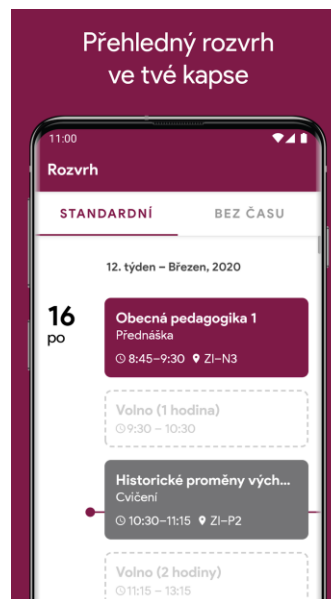 Přehledný rozvrh
ve tvé kapse
11:00
Rozvrh
STANDARDNÍ
BEZ ČASU
12. týden – Březen, 2020
16
po
Obecná pedagogika 1
Přednáška
8:45–9:30 ZI–N3
Volno (1 hodina)
9:30 – 10:30
Historické proměny vých...
Cvičení
10:30–11:15 ZI–P2
Volno (2 hodiny)
11:15 – 13:15